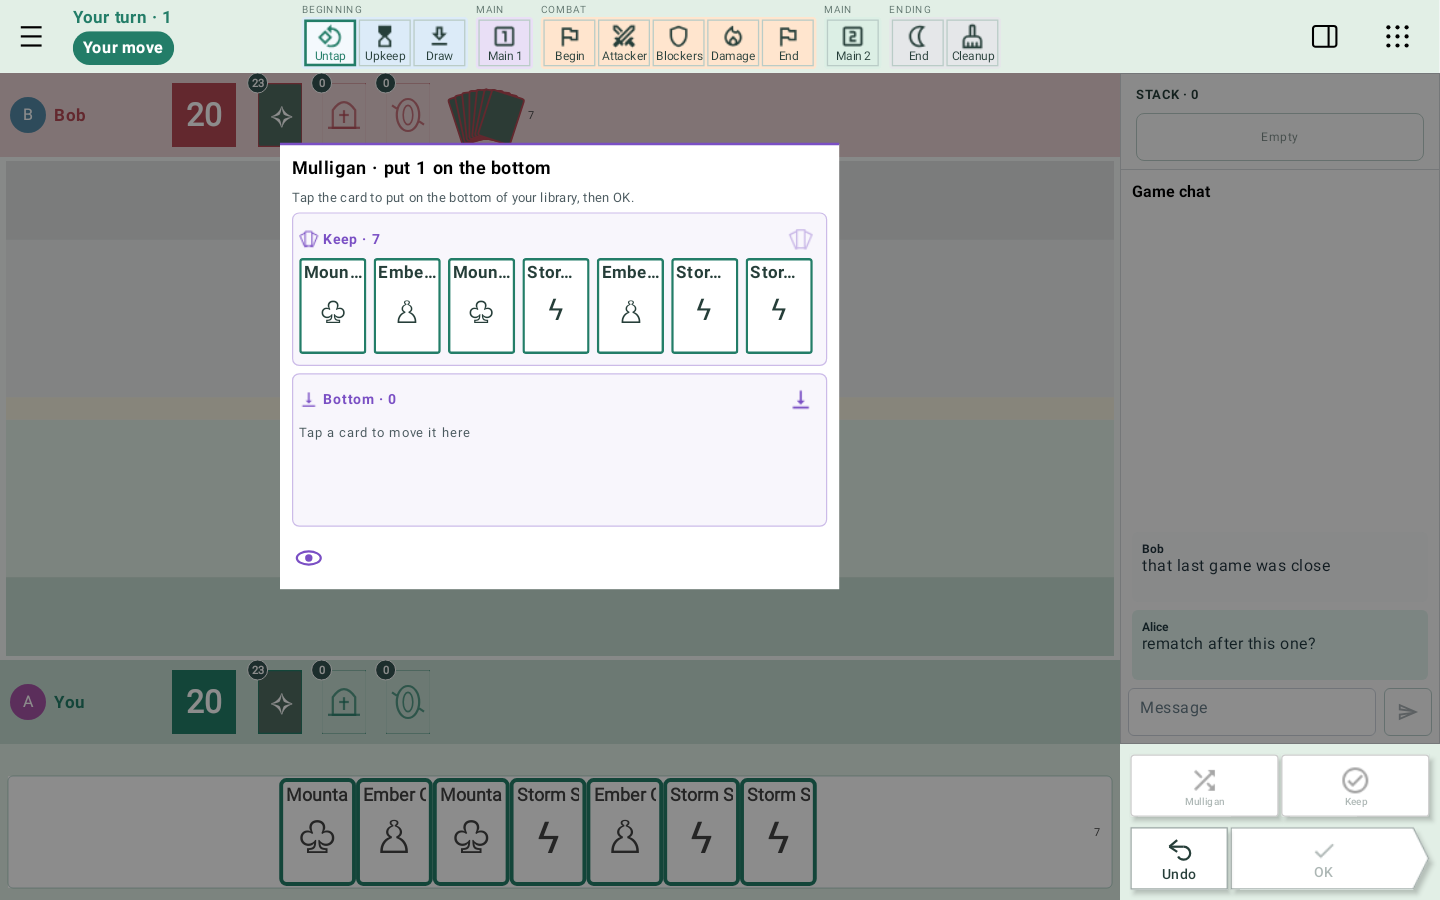 Your turn · 1
Your move
BEGINNING
Untap
Upkeep
Draw
MAIN
1
Main 1
COMBAT
Begin
Attacker
Blockers
Damage
End
MAIN
2
Main 2
ENDING
End
Cleanup
B
Bob
20
23
0
0
7
STACK · 0
Empty
Game chat
Mulligan · put 1 on the bottom
Tap the card to put on the bottom of your library, then OK.
Keep · 7
Moun…
Embe…
Moun…
Stor…
Embe…
Stor…
Stor…
Bottom · 0
Tap a card to move it here
Bob
that last game was close
Alice
rematch after this one?
Message
A
You
20
23
0
0
Mounta
Ember C
Mounta
Storm S
Ember C
Storm S
Storm S
7
Mulligan
Keep
Undo
OK